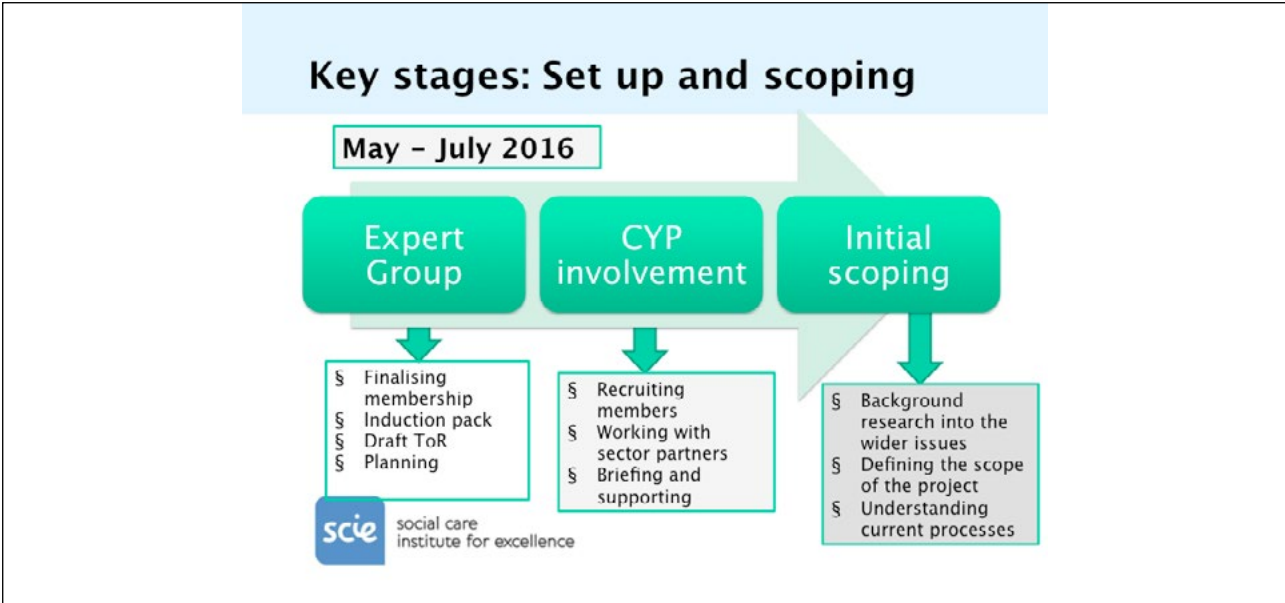 Key stages: Set up and scoping
May – July 2016
Expert
Group
CYP
involvement
Initial
scoping
§ Finalising
membership
§ Induction pack
§ Draft ToR
§ Planning
§ Recruiting
members
§ Working with
sector partners
§ Briefing and
supporting
§ Background
research into the
wider issues
§ Defining the scope
of the project
§ Understanding
current processes
scie
social care
institute for excellence